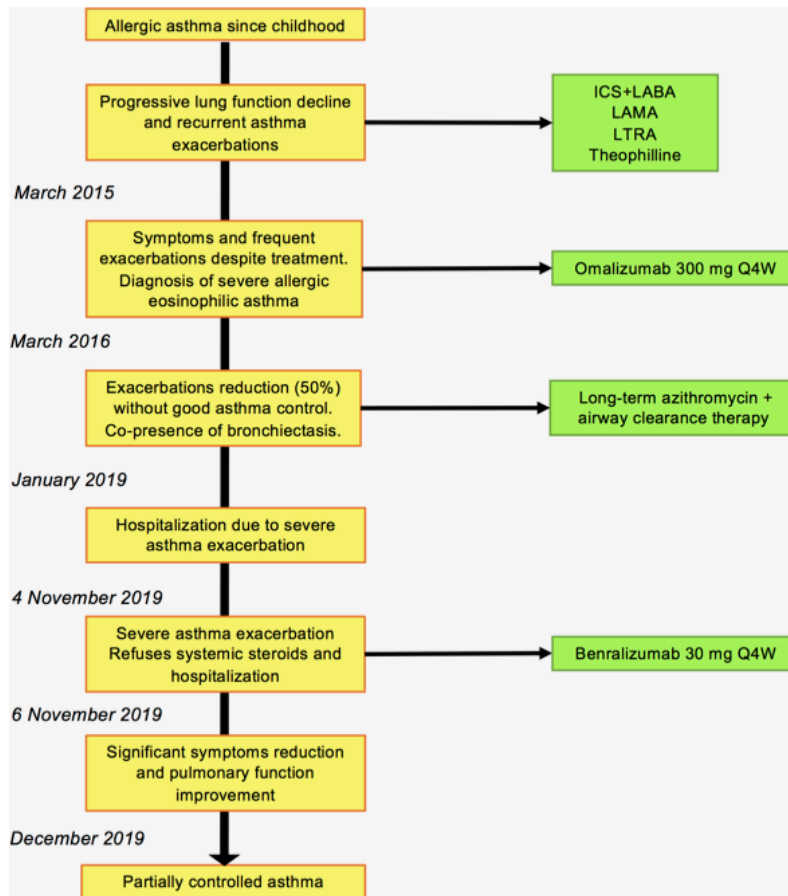 Allergic asthma since childhood
Progressive lung function decline
and recurrent asthma
exacerbations
ICS+LABA
LAMA
LTRA
Theophilline
March 2015
Symptoms and frequent
exacerbations despite treatment.
Diagnosis of severe allergic
eosinophilic asthma
Omalizumab 300 mg Q4W
March 2016
Exacerbations reduction (50%)
without good asthma control.
Co-presence of bronchiectasis.
Long-term azithromycin +
airway clearance therapy
January 2019
Hospitalization due to severe
asthma exacerbation
4 November 2019
Severe asthma exacerbation
Refuses systemic steroids and
hospitalization
Benralizumab 30 mg Q4W
6 November 2019
Significant symptoms reduction
and pulmonary function
improvement
December 2019
Partially controlled asthma